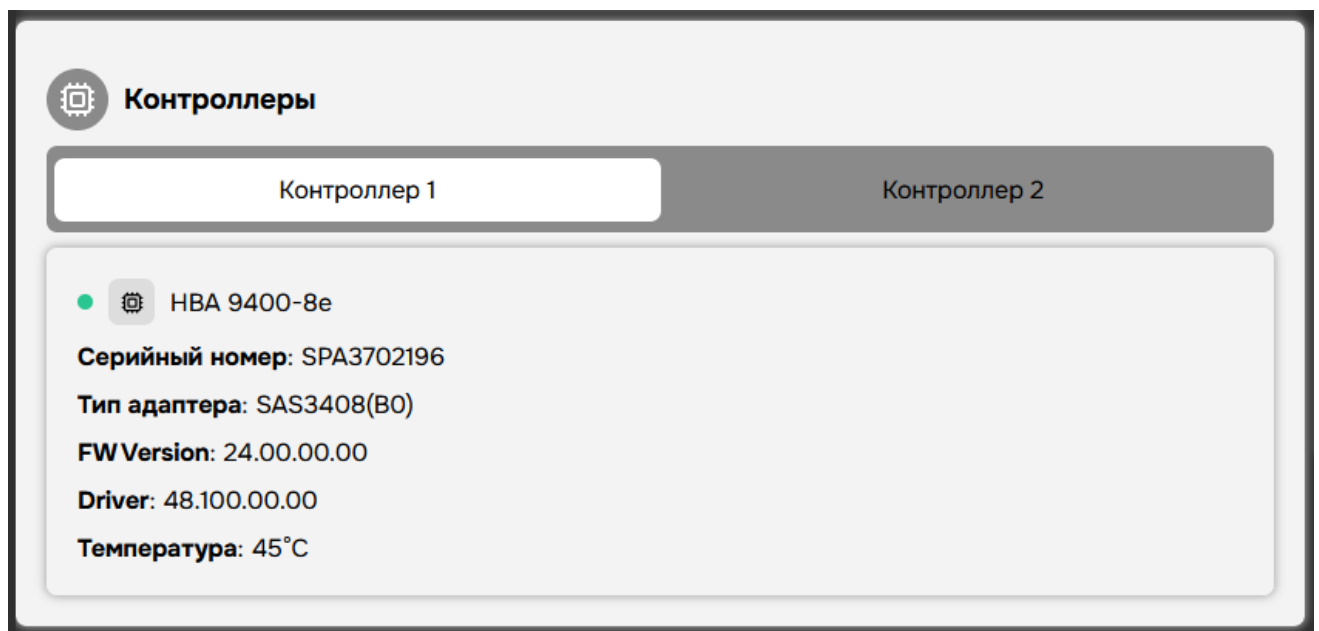 Контроллеры
Контроллер 1
Контроллер 2
HBA 9400-8e
Серийный номер: SPA3702196
Тип адаптера: SAS3408(B0)
FW Version: 24.00.00.00
Driver: 48.100.00.00
Температура: 45°C